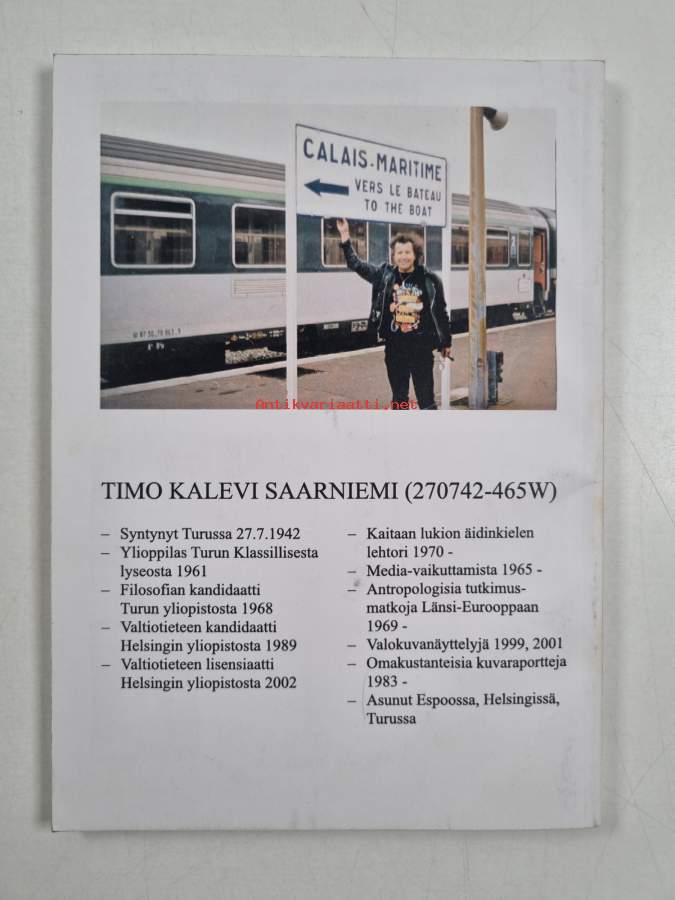 CALAIS-MARITIME
VERS LE BATEAU
TO THE BOAT
Antikvariaatti.net
TIMO KALEVI SAARNIEMI (270742-465W)
– Syntynyt Turussa 27.7.1942
– Ylioppilas Turun Klassillisesta
lyseosta 1961
– Filosofian kandidaatti
Turun yliopistosta 1968
– Valtiotieteen kandidaatti
Helsingin yliopistosta 1989
– Valtiotieteen lisensiaatti
Helsingin yliopistosta 2002
– Kaitaan lukion äidinkielen
lehtori 1970 -
– Media-vaikuttamista 1965 -
– Antropologisia tutkimus-
matkoja Länsi-Eurooppaan
1969 -
– Valokuvanäyttelyjä 1999, 2001
– Omakustanteisia kuvaraportteja
1983 -
– Asunut Espoossa, Helsingissä,
Turussa